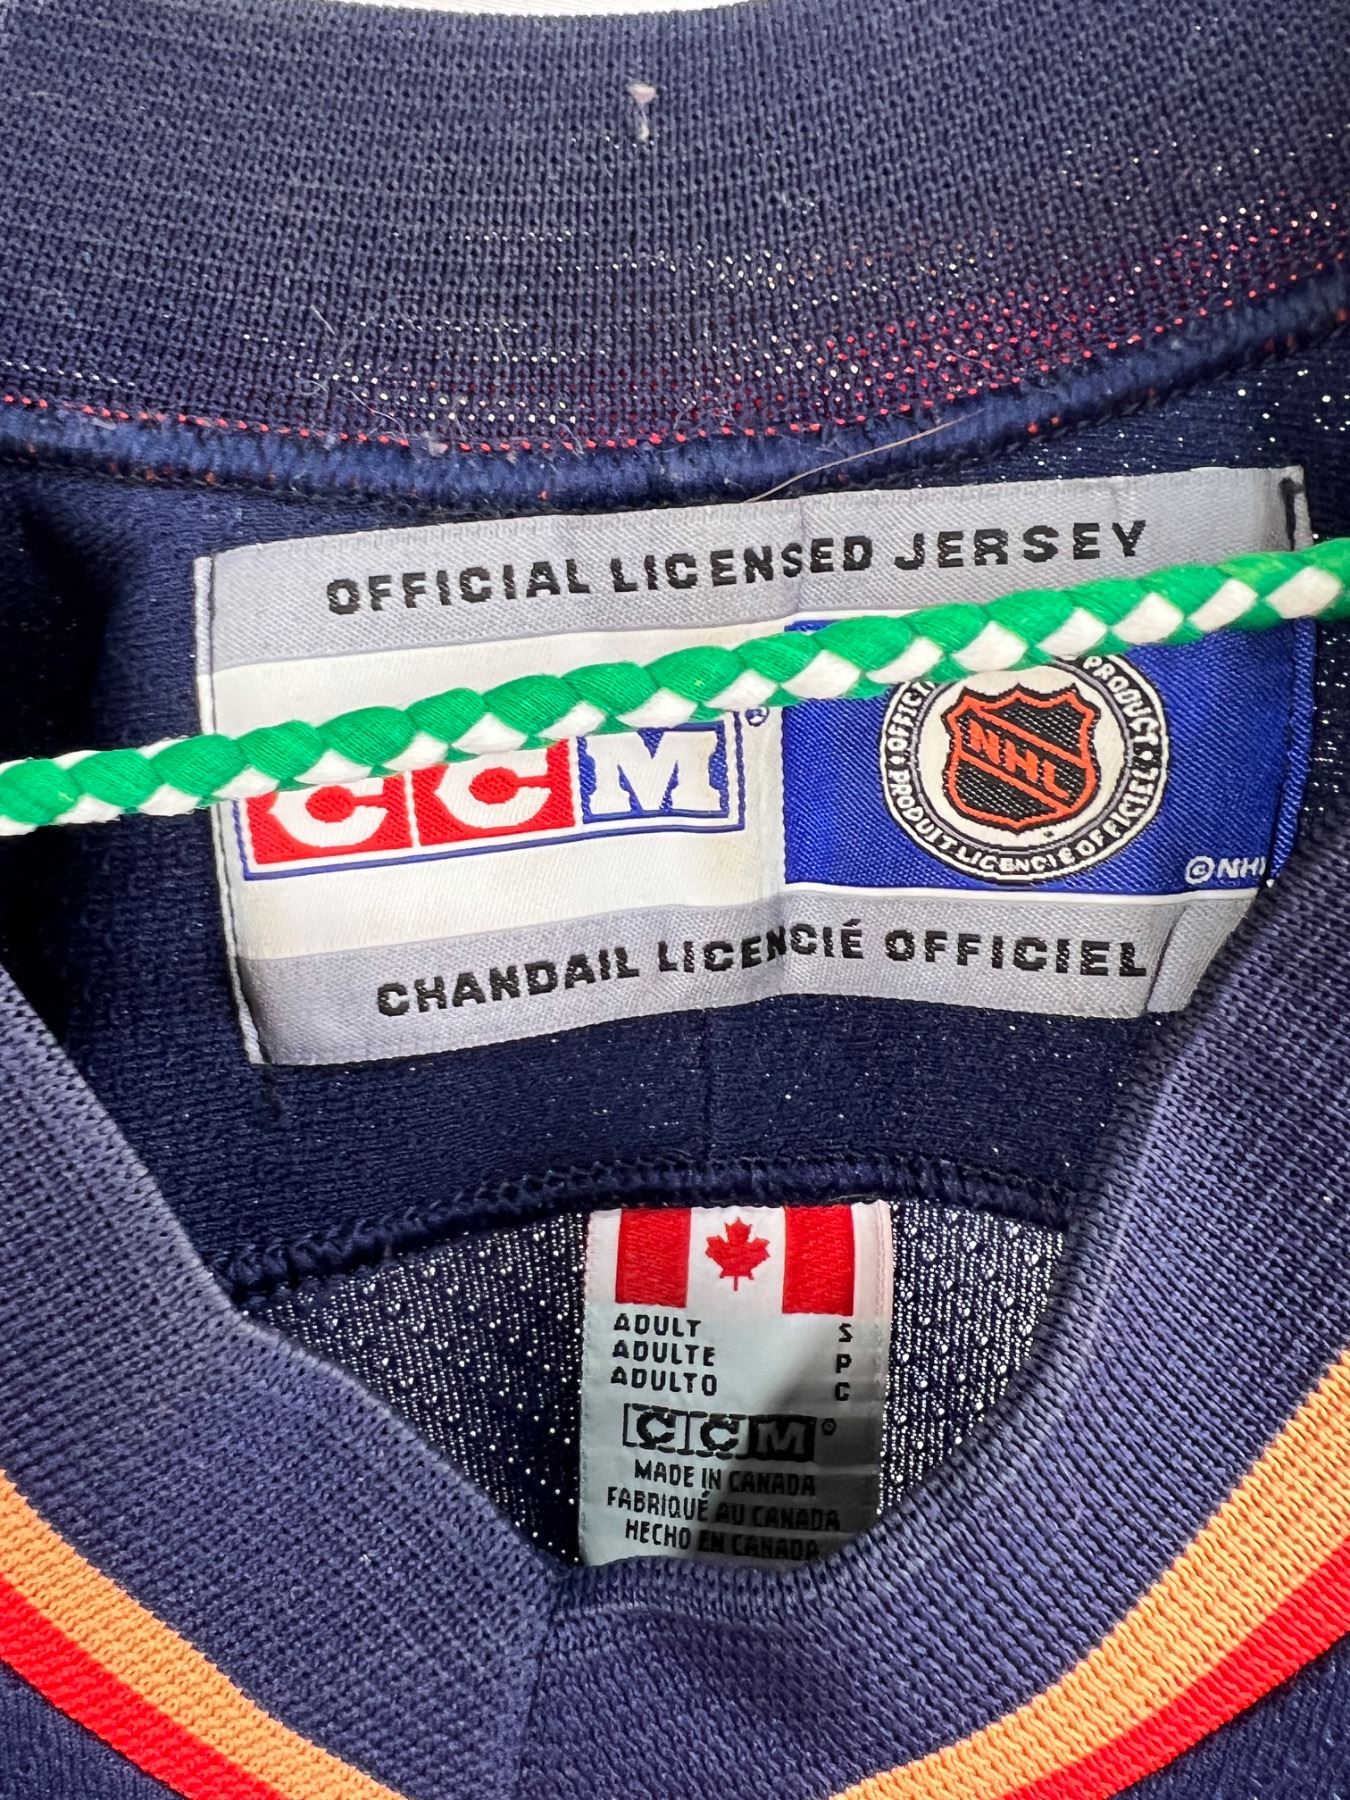 OFFICIAL LICENSED JERSEY
CCM ®
PRODUCT • OFFICIEL
PRODUIT LICENCIÉ OFFICIEL
NHL
© NHL
CHANDAIL LICENCIÉ OFFICIEL
ADULT S
ADULTE P
ADULTO C
CCM ®
MADE IN CANADA
FABRIQUÉ AU CANADA
HECHO EN CANADA